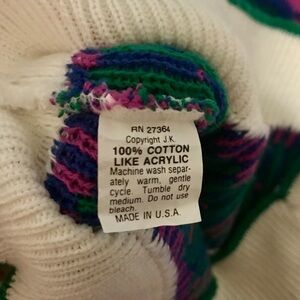 RN 27364
Copyright J.K.
100% COTTON
LIKE ACRYLIC
Machine wash separ-
ately warm, gentle
cycle. Tumble dry
medium. Do not use
bleach.
MADE IN U.S.A.